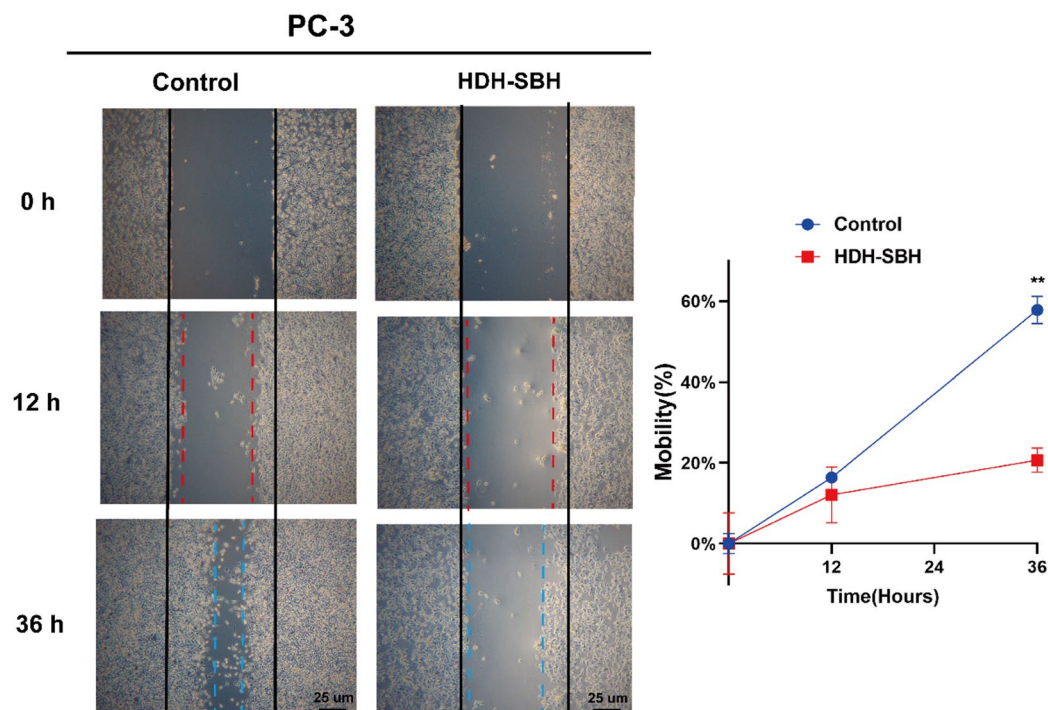 PC-3
Control
HDH-SBH
0 h
12 h
36 h
25 um
25 um
Control
HDH-SBH
**
60%
40%
20%
0%
Mobility(%)
12
24
36
Time(Hours)